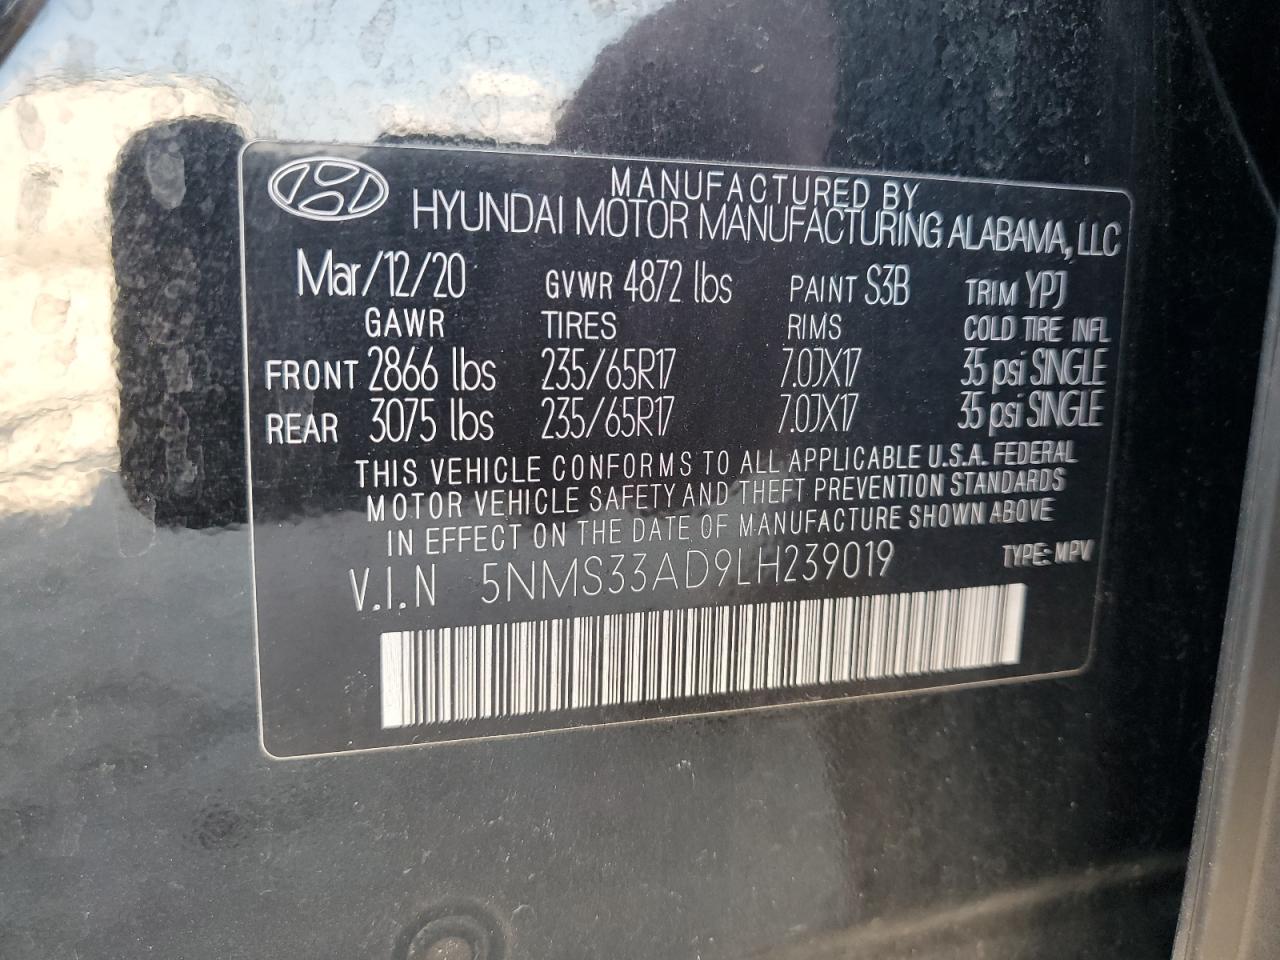 MANUFACTURED BY
HYUNDAI MOTOR MANUFACTURING ALABAMA, LLC
Mar/12/20 GVWR 4872 lbs PAINT S3B TRIM YPJ
GAWR TIRES RIMS COLD TIRE INFL
FRONT 2866 lbs 235/65R17 7.0JX17 35 psi SINGLE
REAR 3075 lbs 235/65R17 7.0JX17 35 psi SINGLE
THIS VEHICLE CONFORMS TO ALL APPLICABLE U.S.A. FEDERAL
MOTOR VEHICLE SAFETY AND THEFT PREVENTION STANDARDS
IN EFFECT ON THE DATE OF MANUFACTURE SHOWN ABOVE
V.I.N 5NMS33AD9LH239019 TYPE: MPV